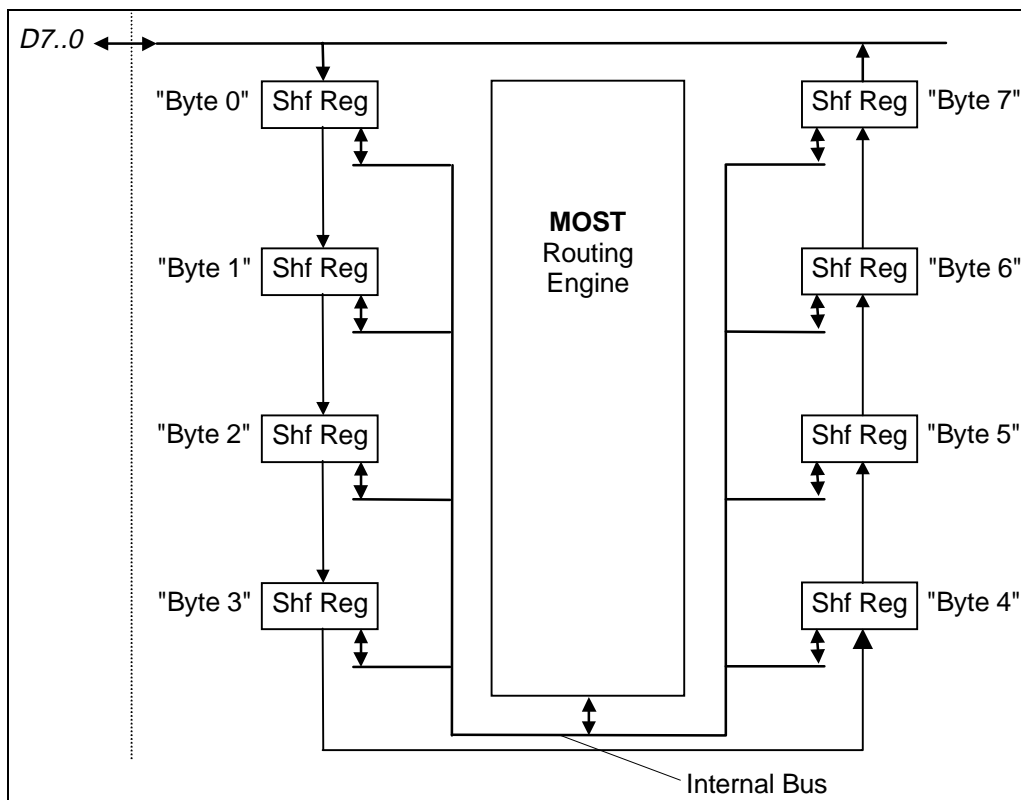 D7..0
"Byte 0" Shf Reg Shf Reg "Byte 7"
MOST
Routing
Engine
"Byte 1" Shf Reg Shf Reg "Byte 6"
"Byte 2" Shf Reg Shf Reg "Byte 5"
"Byte 3" Shf Reg Shf Reg "Byte 4"
Internal Bus